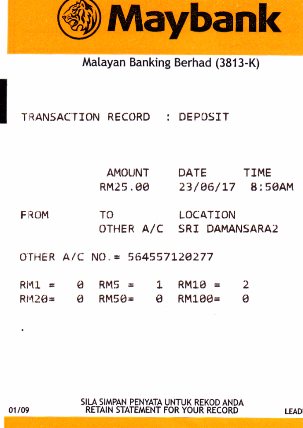 Maybank
Malayan Banking Berhad (3813-K)
TRANSACTION RECORD : DEPOSIT
AMOUNT DATE TIME
RM25.00 23/06/17 8:50AM
FROM TO LOCATION
OTHER A/C SRI DAMANSARA2
OTHER A/C NO.= 564557120277
RM1 = 0 RM5 = 1 RM10 = 2
RM20= 0 RM50= 0 RM100= 0
.
SILA SIMPAN PENYATA UNTUK REKOD ANDA
01/09 RETAIN STATEMENT FOR YOUR RECORD LEAD